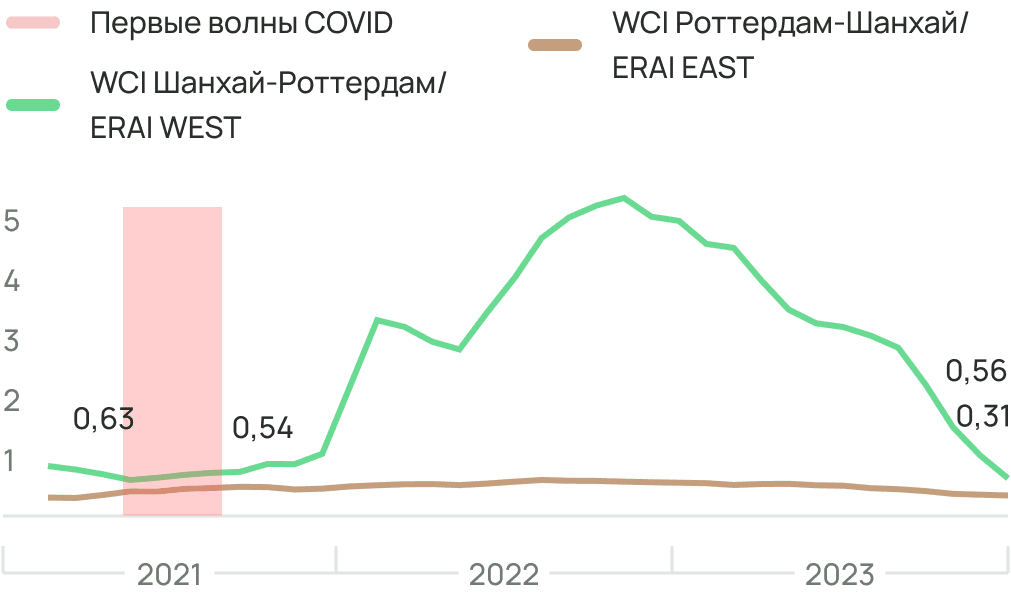 Первые волны COVID
WCI Шанхай-Роттердам/
ERAI WEST
WCI Роттердам-Шанхай/
ERAI EAST
5
4
3
2
1
0,63
0,54
0,56
0,31
2021
2022
2023